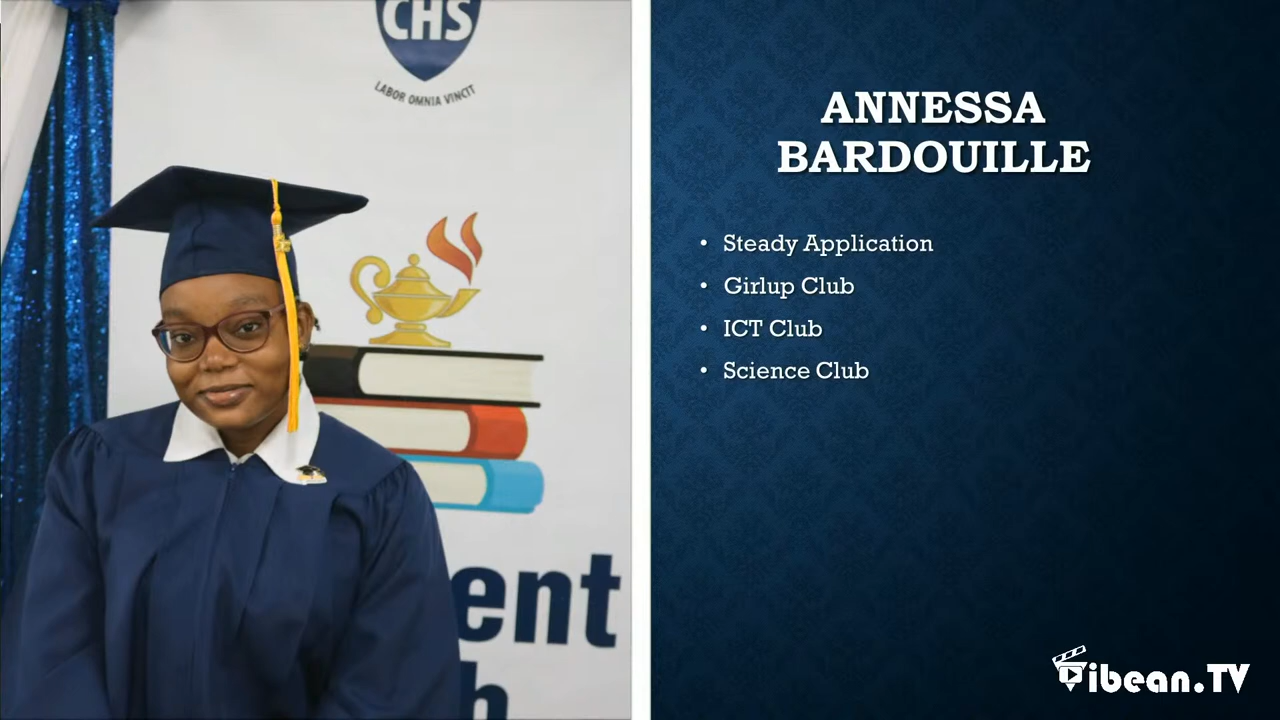 CHS
LABOR OMNIA VINCIT
ent
h
ANNESSA
BARDOUILLE
• Steady Application
• Girlup Club
• ICT Club
• Science Club
Vibean.TV